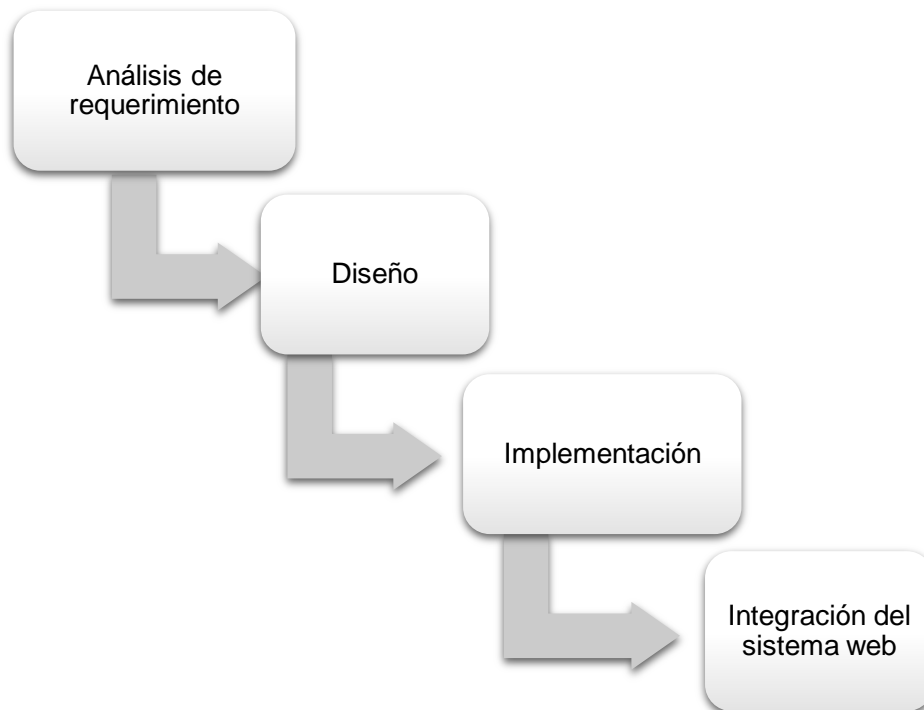 Análisis de
requerimiento
Diseño
Implementación
Integración del
sistema web